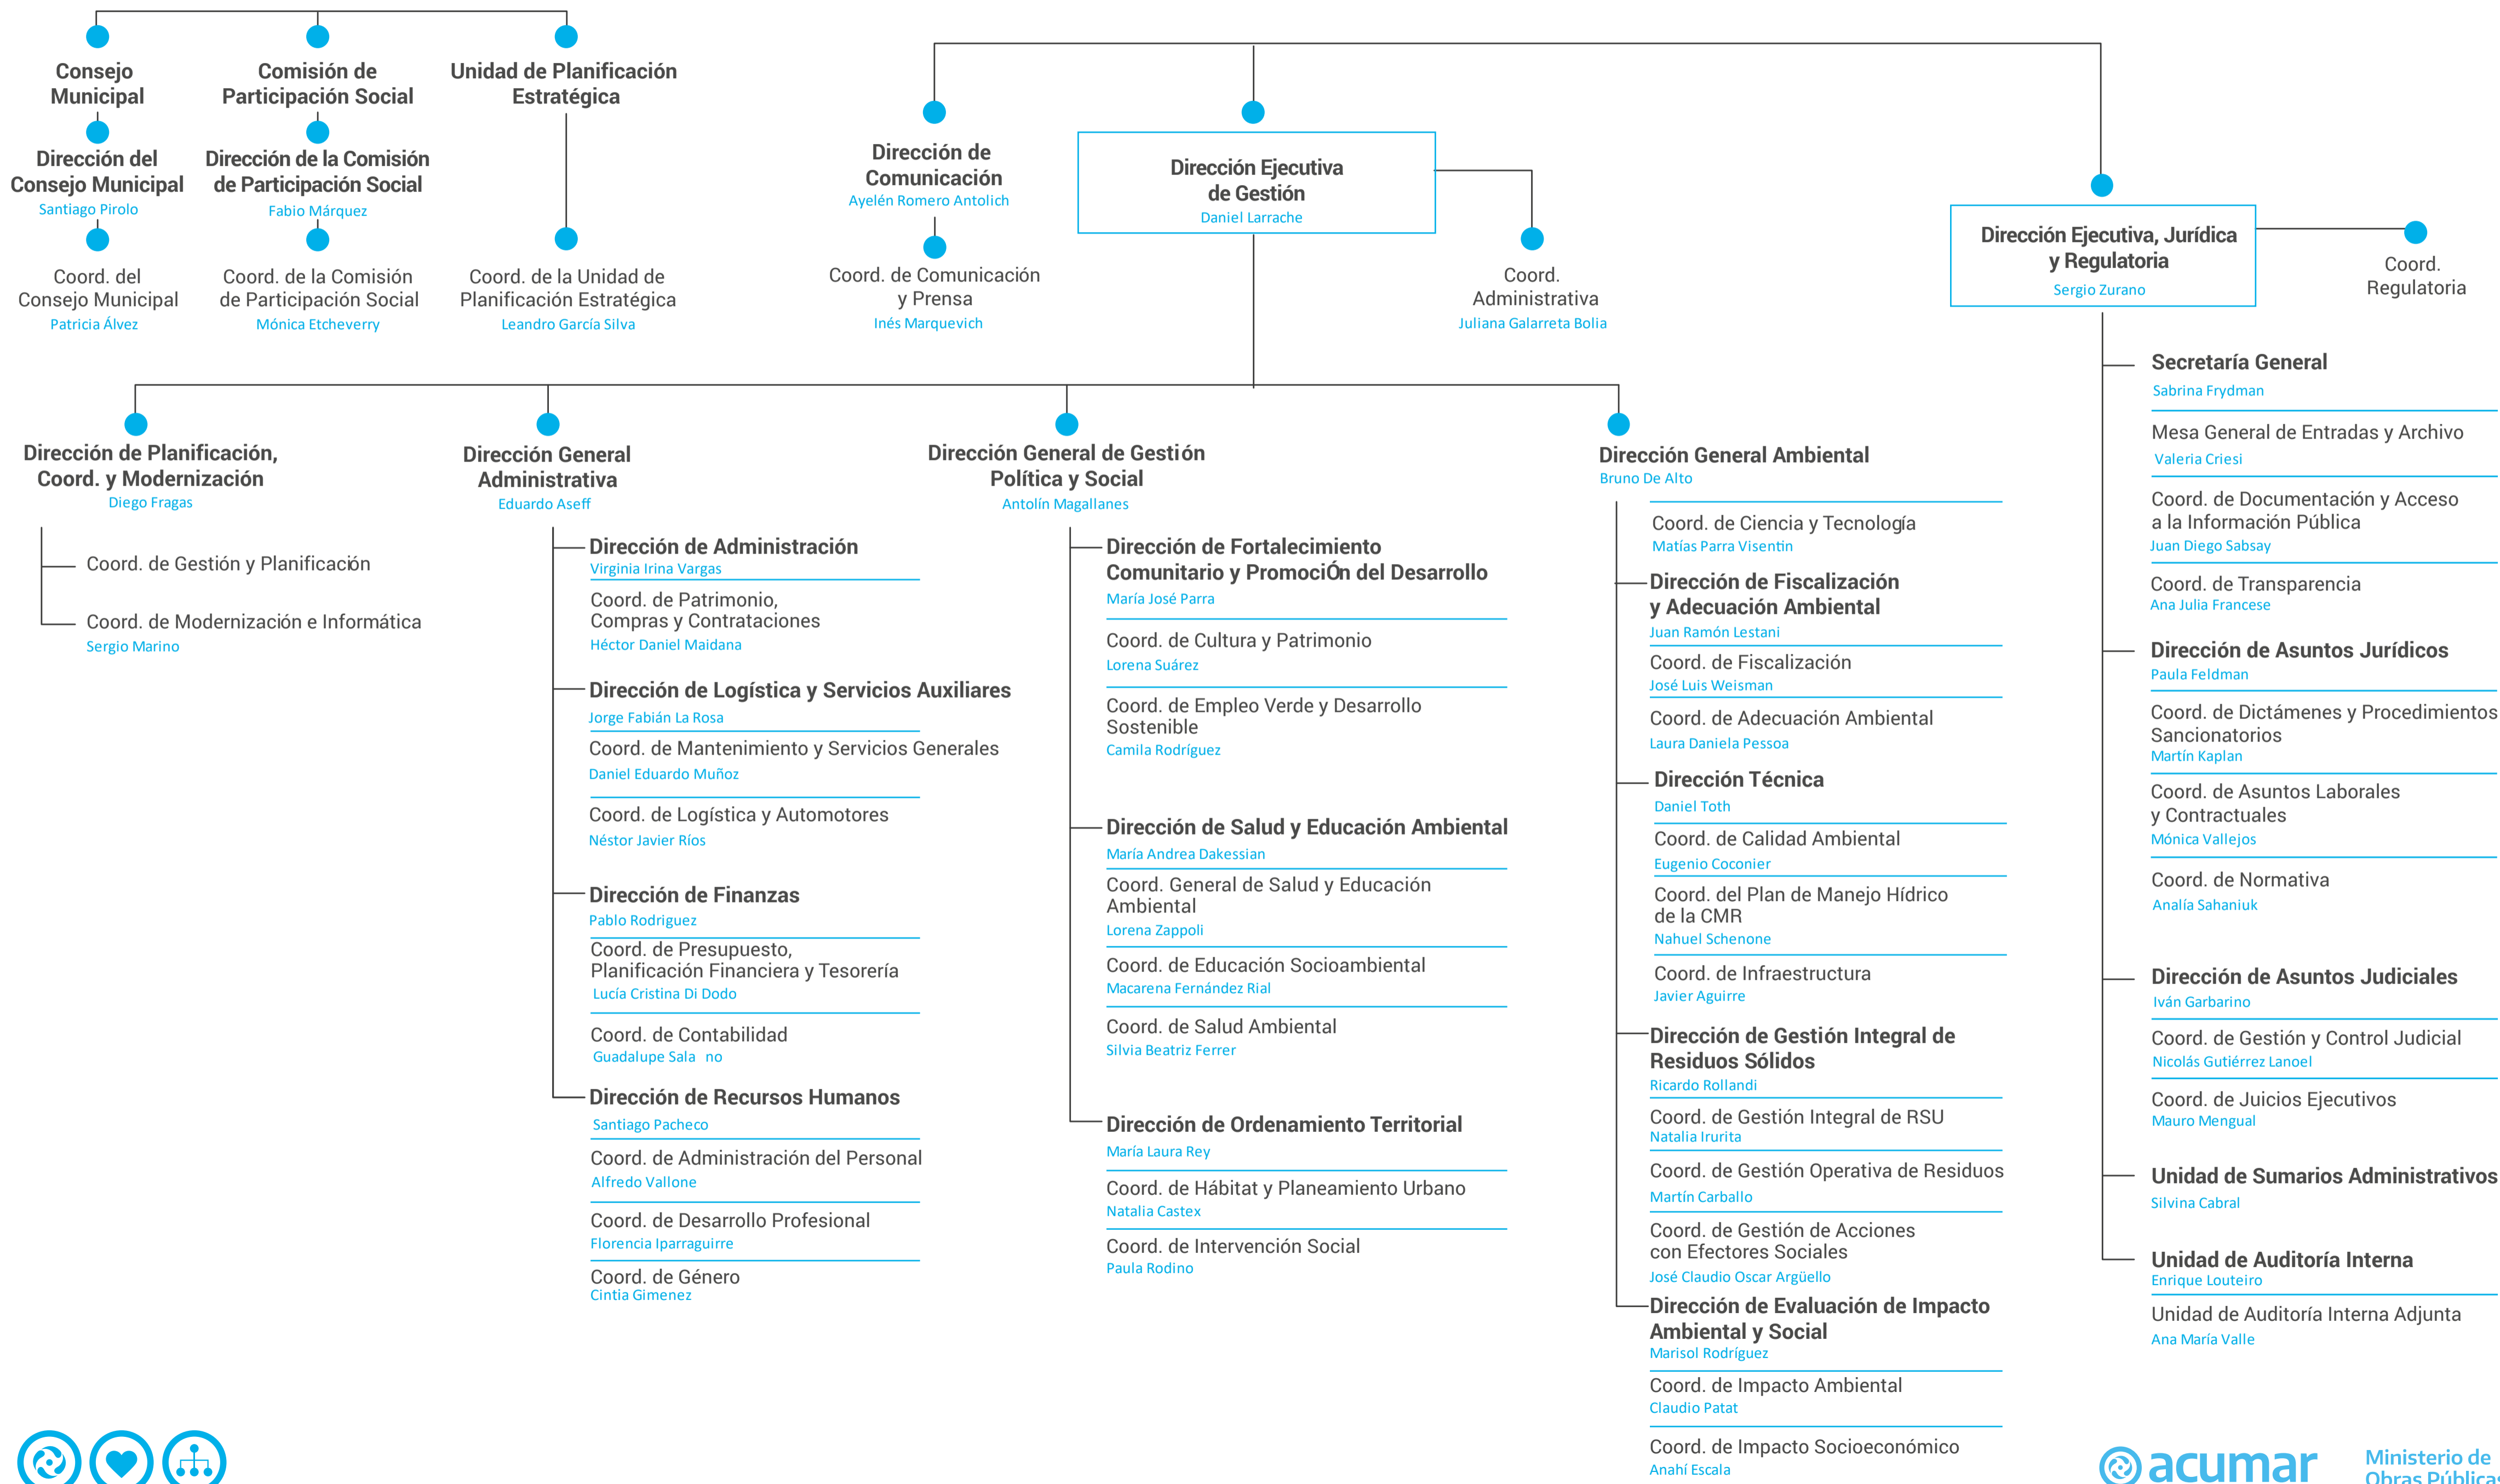 Consejo
Municipal
Dirección del
Consejo Municipal
Santiago Pirolo
Coord. del
Consejo Municipal
Patricia Álvez
Comisión de
Participación Social
Dirección de la Comisión
de Participación Social
Fabio Márquez
Coord. de la Comisión
de Participación Social
Mónica Etcheverry
Unidad de Planificación
Estratégica
Coord. de la Unidad de
Planificación Estratégica
Leandro García Silva
Dirección de
Comunicación
Ayelén Romero Antolich
Coord. de Comunicación
y Prensa
Inés Marquevich
Dirección Ejecutiva
de Gestión
Daniel Larrache
Coord.
Administrativa
Juliana Galarreta Bolia
Dirección Ejecutiva, Jurídica
y Regulatoria
Sergio Zurano
Coord.
Regulatoria
Dirección de Planificación,
Coord. y Modernización
Diego Fragas
Coord. de Gestión y Planificación
Coord. de Modernización e Informática
Sergio Marino
Dirección General
Administrativa
Eduardo Aseff
Dirección de Administración
Virginia Irina Vargas
Coord. de Patrimonio,
Compras y Contrataciones
Héctor Daniel Maidana
Dirección de Logística y Servicios Auxiliares
Jorge Fabián La Rosa
Coord. de Mantenimiento y Servicios Generales
Daniel Eduardo Muñoz
Coord. de Logística y Automotores
Néstor Javier Ríos
Dirección de Finanzas
Pablo Rodriguez
Coord. de Presupuesto,
Planificación Financiera y Tesorería
Lucía Cristina Di Dodo
Coord. de Contabilidad
Guadalupe Sala no
Dirección de Recursos Humanos
Santiago Pacheco
Coord. de Administración del Personal
Alfredo Vallone
Coord. de Desarrollo Profesional
Florencia Iparraguirre
Coord. de Género
Cintia Gimenez
Dirección General de Gestión
Política y Social
Antolín Magallanes
Dirección de Fortalecimiento
Comunitario y PromociÓn del Desarrollo
María José Parra
Coord. de Cultura y Patrimonio
Lorena Suárez
Coord. de Empleo Verde y Desarrollo
Sostenible
Camila Rodríguez
Dirección de Salud y Educación Ambiental
María Andrea Dakessian
Coord. General de Salud y Educación
Ambiental
Lorena Zappoli
Coord. de Educación Socioambiental
Macarena Fernández Rial
Coord. de Salud Ambiental
Silvia Beatriz Ferrer
Dirección de Ordenamiento Territorial
María Laura Rey
Coord. de Hábitat y Planeamiento Urbano
Natalia Castex
Coord. de Intervención Social
Paula Rodino
Dirección General Ambiental
Bruno De Alto
Coord. de Ciencia y Tecnología
Matías Parra Visentin
Dirección de Fiscalización
y Adecuación Ambiental
Juan Ramón Lestani
Coord. de Fiscalización
José Luis Weisman
Coord. de Adecuación Ambiental
Laura Daniela Pessoa
Dirección Técnica
Daniel Toth
Coord. de Calidad Ambiental
Eugenio Coconier
Coord. del Plan de Manejo Hídrico
de la CMR
Nahuel Schenone
Coord. de Infraestructura
Javier Aguirre
Dirección de Gestión Integral de
Residuos Sólidos
Ricardo Rollandi
Coord. de Gestión Integral de RSU
Natalia Irurita
Coord. de Gestión Operativa de Residuos
Martín Carballo
Coord. de Gestión de Acciones
con Efectores Sociales
José Claudio Oscar Argüello
Dirección de Evaluación de Impacto
Ambiental y Social
Marisol Rodríguez
Coord. de Impacto Ambiental
Claudio Patat
Coord. de Impacto Socioeconómico
Anahí Escala
Secretaría General
Sabrina Frydman
Mesa General de Entradas y Archivo
Valeria Criesi
Coord. de Documentación y Acceso
a la Información Pública
Juan Diego Sabsay
Coord. de Transparencia
Ana Julia Francese
Dirección de Asuntos Jurídicos
Paula Feldman
Coord. de Dictámenes y Procedimientos
Sancionatorios
Martín Kaplan
Coord. de Asuntos Laborales
y Contractuales
Mónica Vallejos
Coord. de Normativa
Analía Sahaniuk
Dirección de Asuntos Judiciales
Iván Garbarino
Coord. de Gestión y Control Judicial
Nicolás Gutiérrez Lanoel
Coord. de Juicios Ejecutivos
Mauro Mengual
Unidad de Sumarios Administrativos
Silvina Cabral
Unidad de Auditoría Interna
Enrique Louteiro
Unidad de Auditoría Interna Adjunta
Ana María Valle
acumar
Ministerio de
Obras Públicas